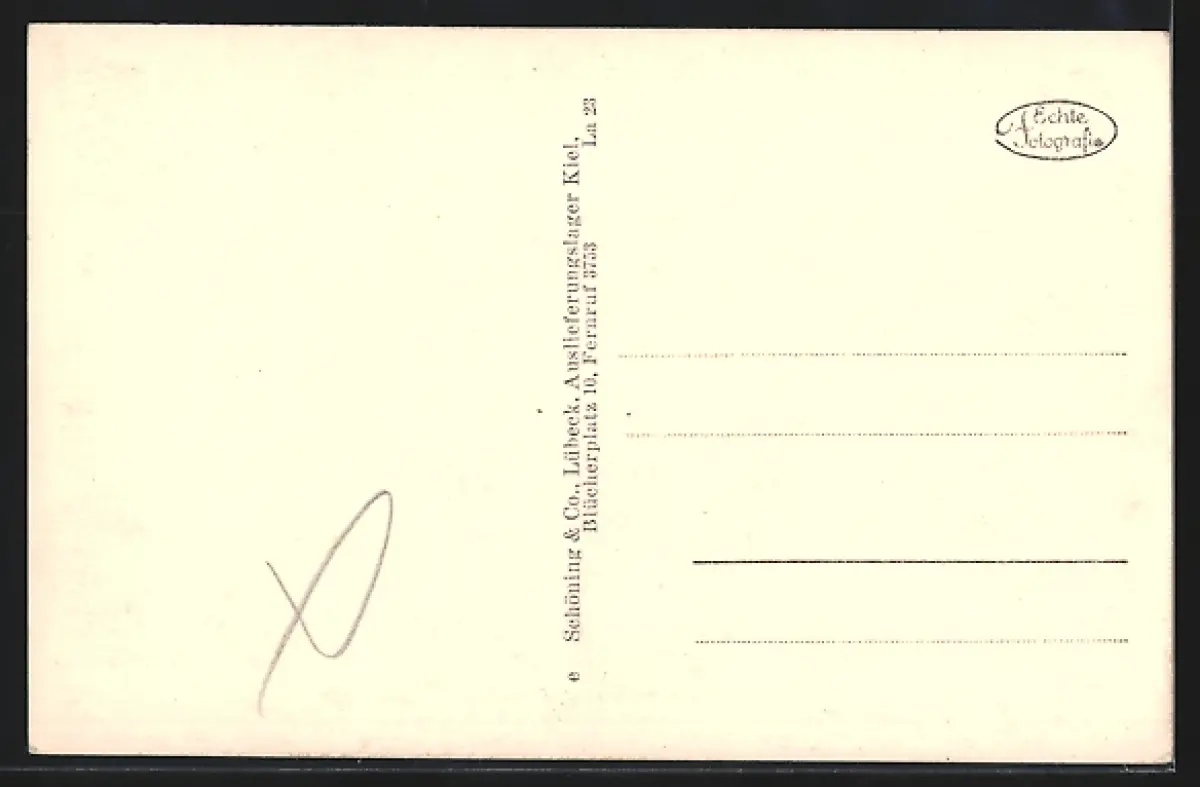 e Schöning & Co., Lübeck, Auslieferungslager Kiel,
Blücherplatz 10, Fernruf 3753 La 23
Echte
Fotografie